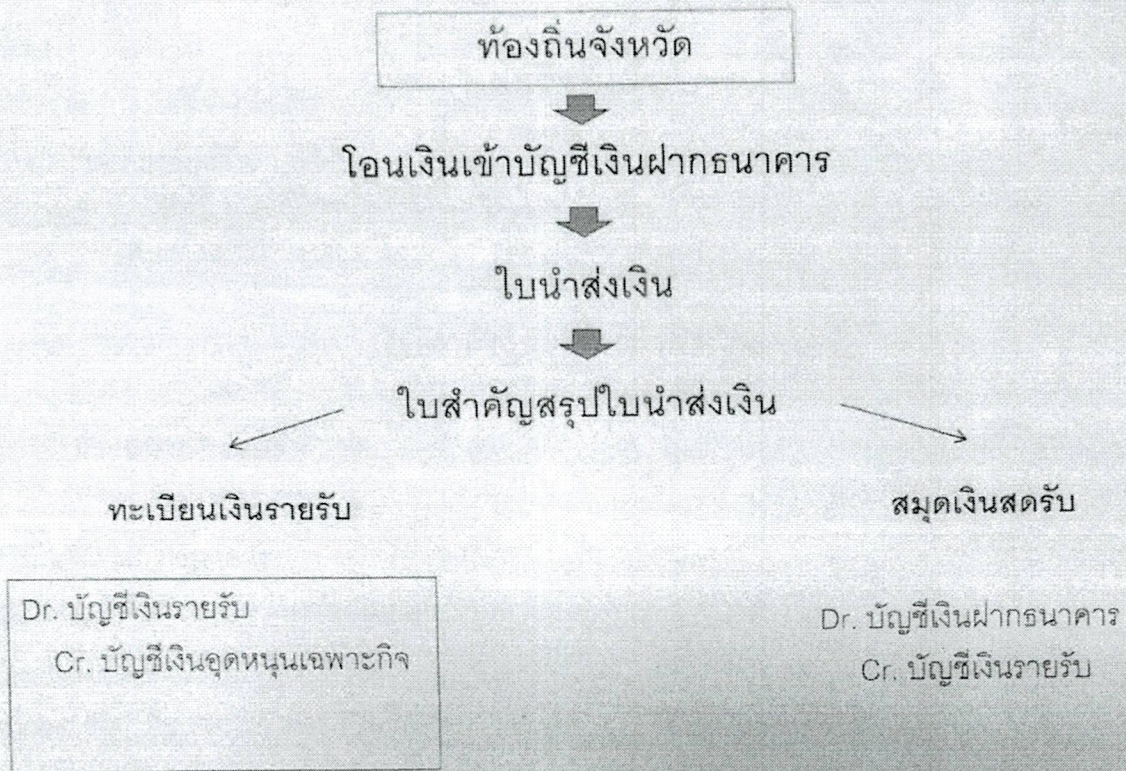 ท้องถิ่นจังหวัด
โอนเงินเข้าบัญชีเงินฝากธนาคาร
ใบนำส่งเงิน
ใบสำคัญสรุปใบนำส่งเงิน
ทะเบียนเงินรายรับ
สมุดเงินสดรับ
Dr. บัญชีเงินรายรับ
Cr. บัญชีเงินอุดหนุนเฉพาะกิจ
Dr. บัญชีเงินฝากธนาคาร
Cr. บัญชีเงินรายรับ